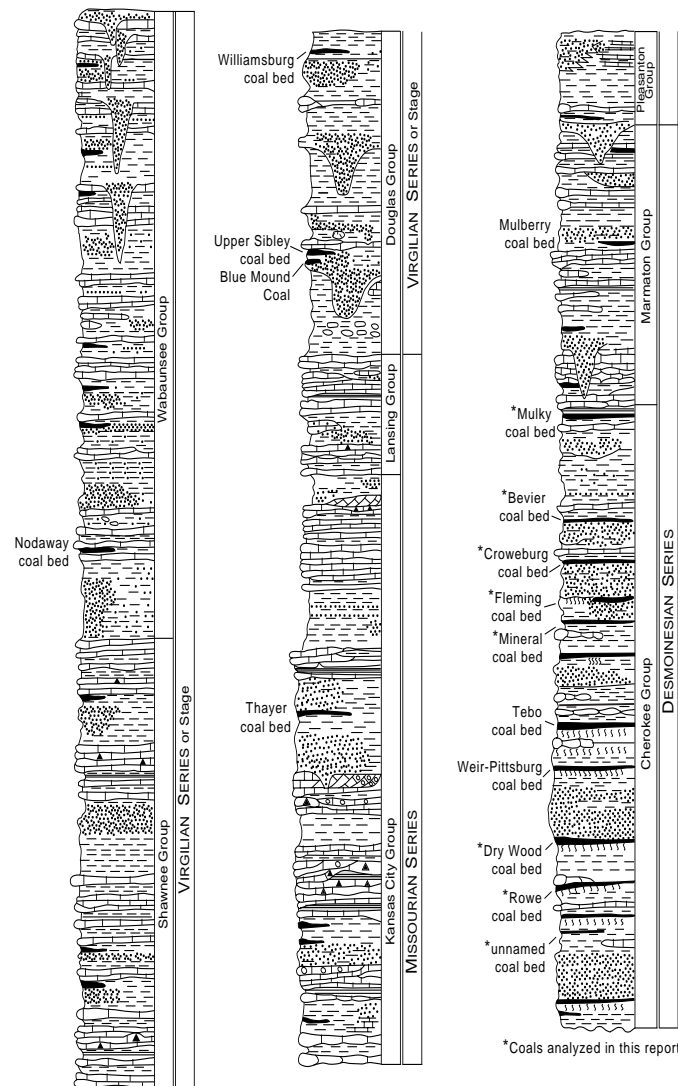 Nodaway
coal bed
Wabaunsee Group
Shawnee Group
VIRGILIAN SERIES or Stage
Williamsburg
coal bed
Upper Sibley
coal bed
Blue Mound
Coal
Thayer
coal bed
Douglas Group
Lansing Group
Kansas City Group
VIRGILIAN SERIES or Stage
MISSOURIAN SERIES
Mulberry
coal bed
*Mulky
coal bed
*Bevier
coal bed
*Croweburg
coal bed
*Fleming
coal bed
*Mineral
coal bed
Tebo
coal bed
Weir-Pittsburg
coal bed
*Dry Wood
coal bed
*Rowe
coal bed
*unnamed
coal bed
Pleasanton
Group
Marmaton Group
Cherokee Group
DESMOINESIAN SERIES
*Coals analyzed in this report